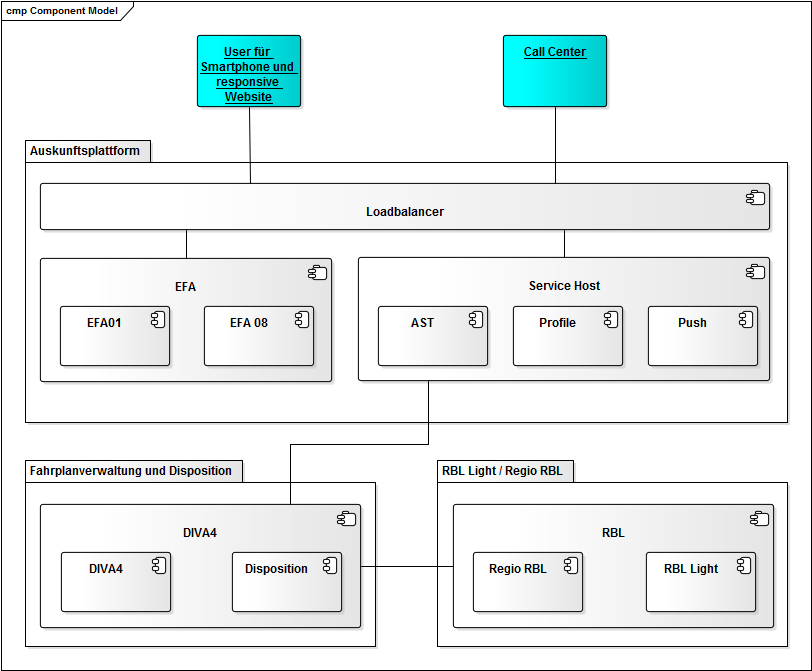 cmp Component Model
User für
Smartphone und
responsive
Website
Call Center
Auskunftsplattform
Loadbalancer
EFA
EFA01
EFA 08
Service Host
AST
Profile
Push
Fahrplanverwaltung und Disposition
DIVA4
DIVA4
Disposition
RBL Light / Regio RBL
RBL
Regio RBL
RBL Light